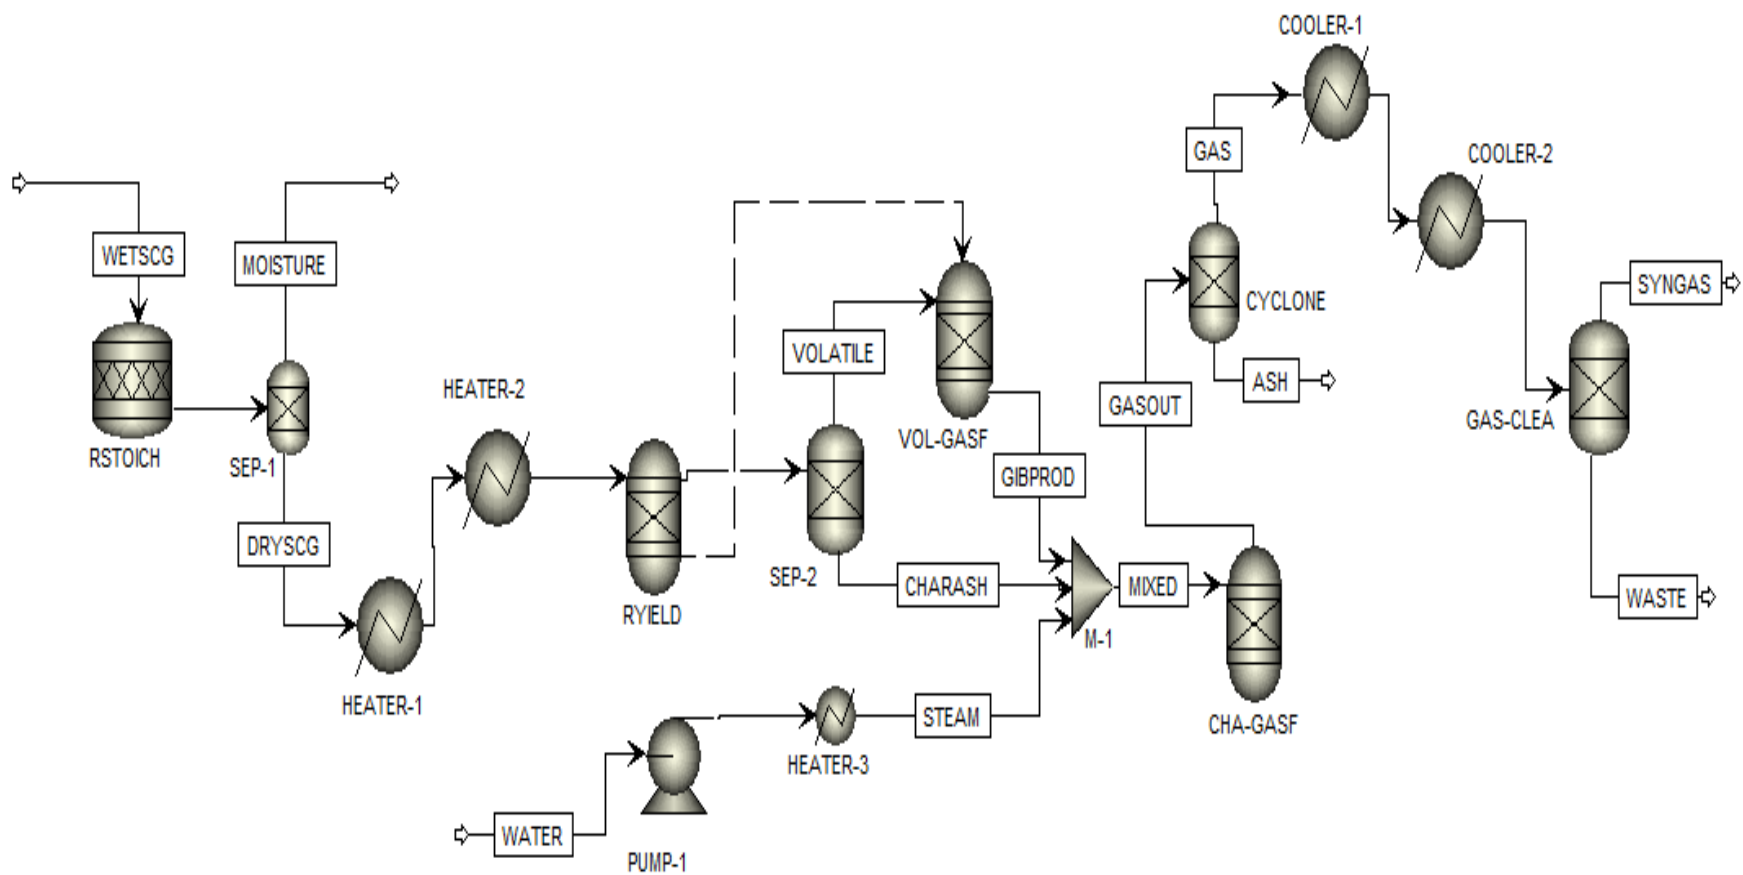 COOLER-1
GAS
COOLER-2
WETSCG
MOISTURE
CYCLONE
SYNGAS
VOLATILE
ASH
HEATER-2
GASOUT
GAS-CLEA
VOL-GASF
RSTOICH
SEP-1
GIBPROD
DRYSCG
SEP-2
CHARASH
MIXED
WASTE
RYIELD
M-1
HEATER-1
STEAM
CHA-GASF
HEATER-3
WATER
PUMP-1